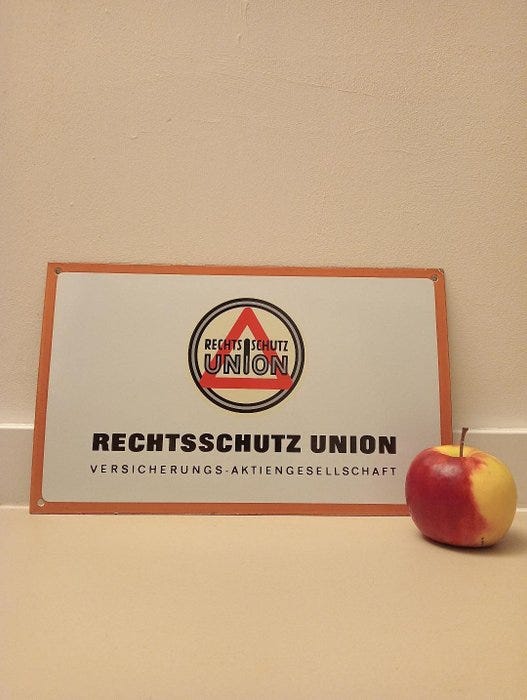 RECHTSSCHUTZ
UNION
RECHTSSCHUTZ UNION
VERSICHERUNGS-AKTIENGESELLSCHAFT